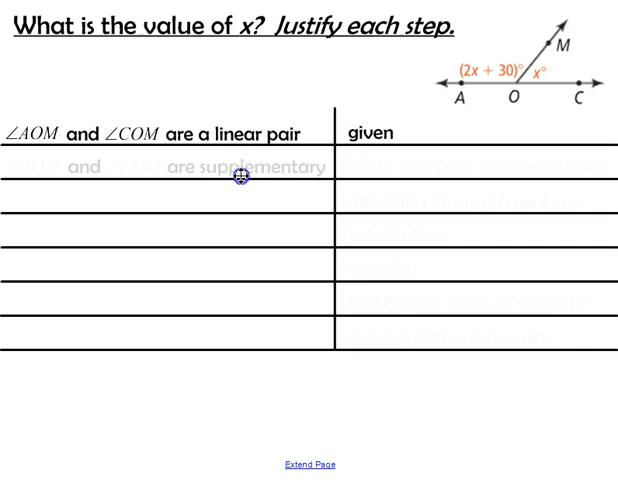 What is the value of x? Justify each step.
M
(2x + 30)° x°
A O C
∠AOM and ∠COM are a linear pair given
∠AOM and ∠COM are supplementary linear pairs are supplementary
definition of supplementary
substitution
simplify
subtraction prop. of equality
division prop. of equality
Extend Page